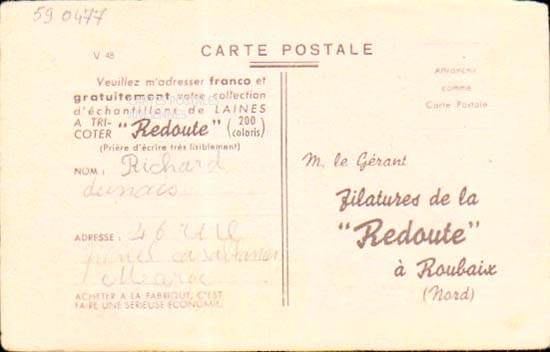 59 0477
V 48
CARTE POSTALE
Veuillez m'adresser franco et
gratuitement votre collection
d'échantillons de LAINES
A TRI-
COTER "Redoute" (200 coloris)
(Prière d'écrire très lisiblement)
NOM : Richard
ADRESSE : 46 rue
Maroc
ACHETER A LA FABRIQUE, C'EST
FAIRE UNE SÉRIEUSE ÉCONOMIE.
Affranchir
comme
Carte Postale
M. le Gérant
Filatures de la
"Redoute"
à Roubaix
(Nord)